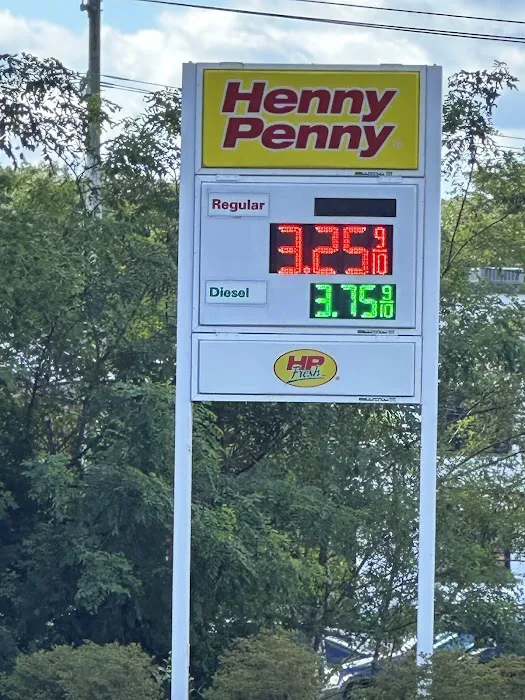 Henny
Penny
Regular
3.25 9/10
Diesel
3.75 9/10
HP
Fresh